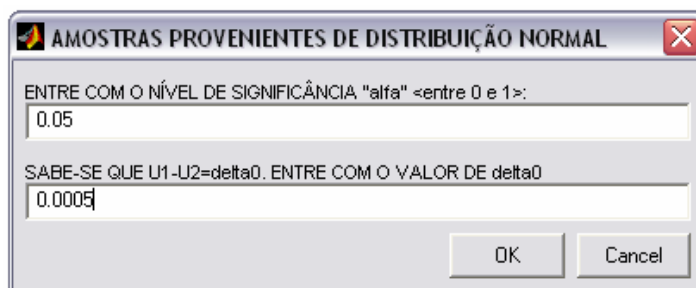 AMOSTRAS PROVENIENTES DE DISTRIBUIÇÃO NORMAL
ENTRE COM O NÍVEL DE SIGNIFICÂNCIA "alfa" <entre 0 e 1>:
0.05
SABE-SE QUE U1-U2=delta0. ENTRE COM O VALOR DE delta0
0.0005
OK Cancel